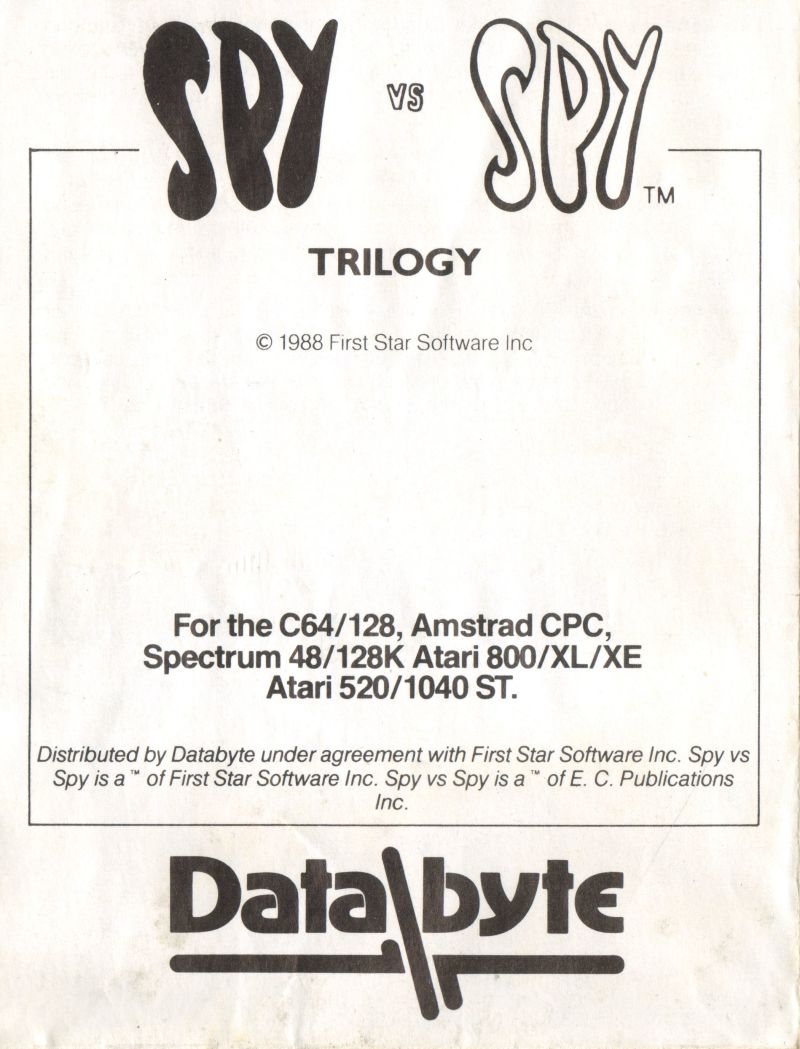 SPY vs SPY™
TRILOGY
© 1988 First Star Software Inc
For the C64/128, Amstrad CPC,
Spectrum 48/128K Atari 800/XL/XE
Atari 520/1040 ST.
Distributed by Databyte under agreement with First Star Software Inc. Spy vs
Spy is a ™ of First Star Software Inc. Spy vs Spy is a ™ of E. C. Publications
Inc.
Databyte